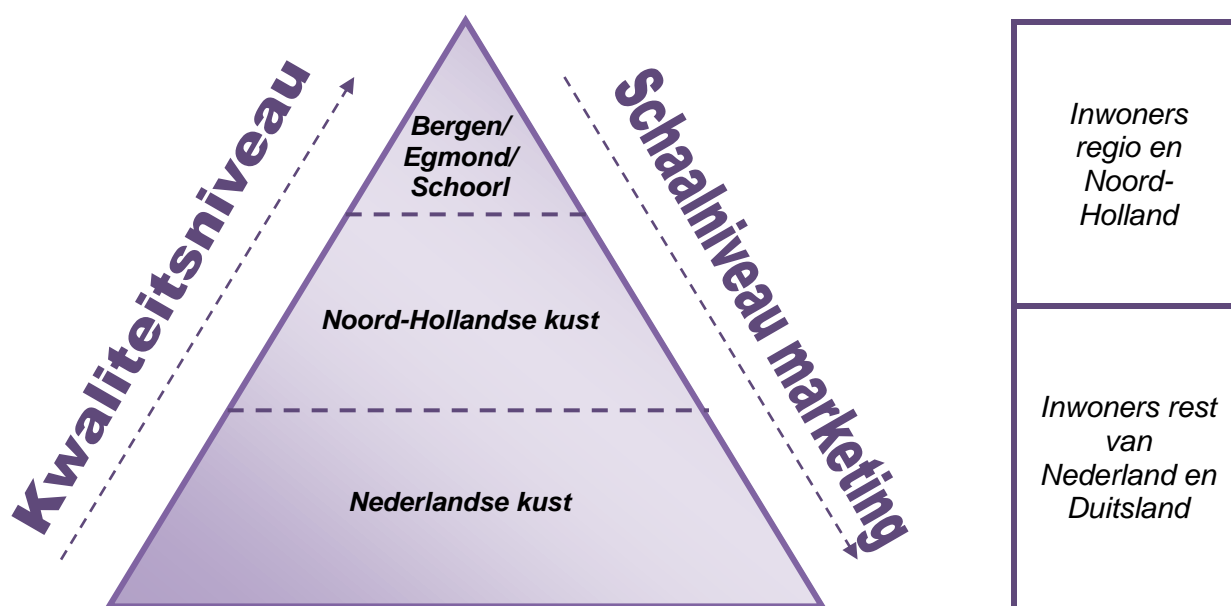 Kwaliteitsniveau
Bergen/
Egmond/
Schoorl
Noord-Hollandse kust
Nederlandse kust
Schaalniveau marketing
Inwoners
regio en
Noord-
Holland
Inwoners rest
van
Nederland en
Duitsland